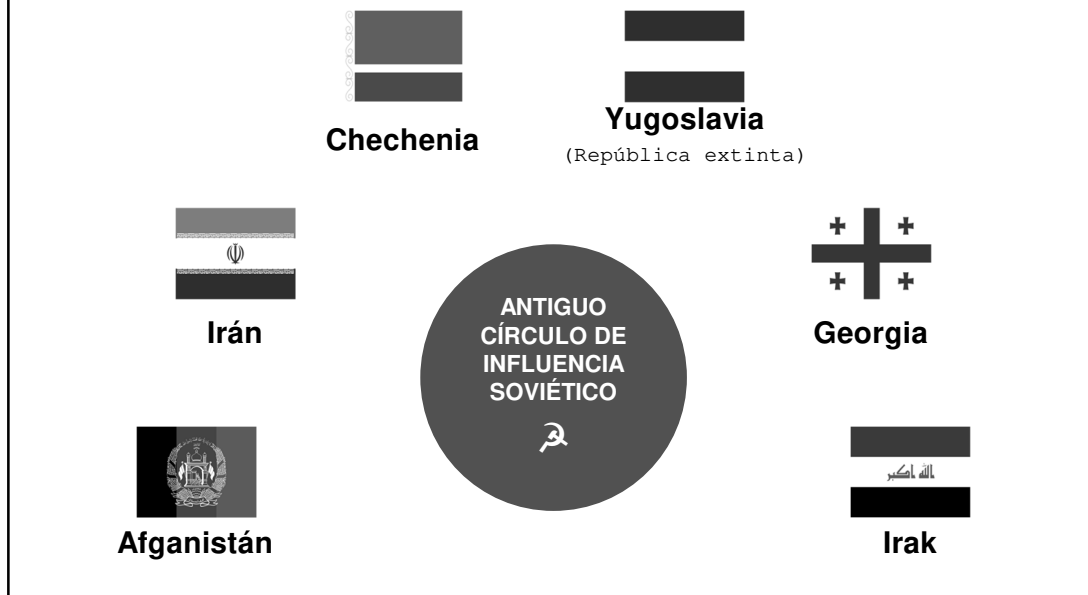 Chechenia
Yugoslavia
(República extinta)
Irán
ANTIGUO
CÍRCULO DE
INFLUENCIA
SOVIÉTICO
Georgia
الله اكبر
Afganistán
Irak